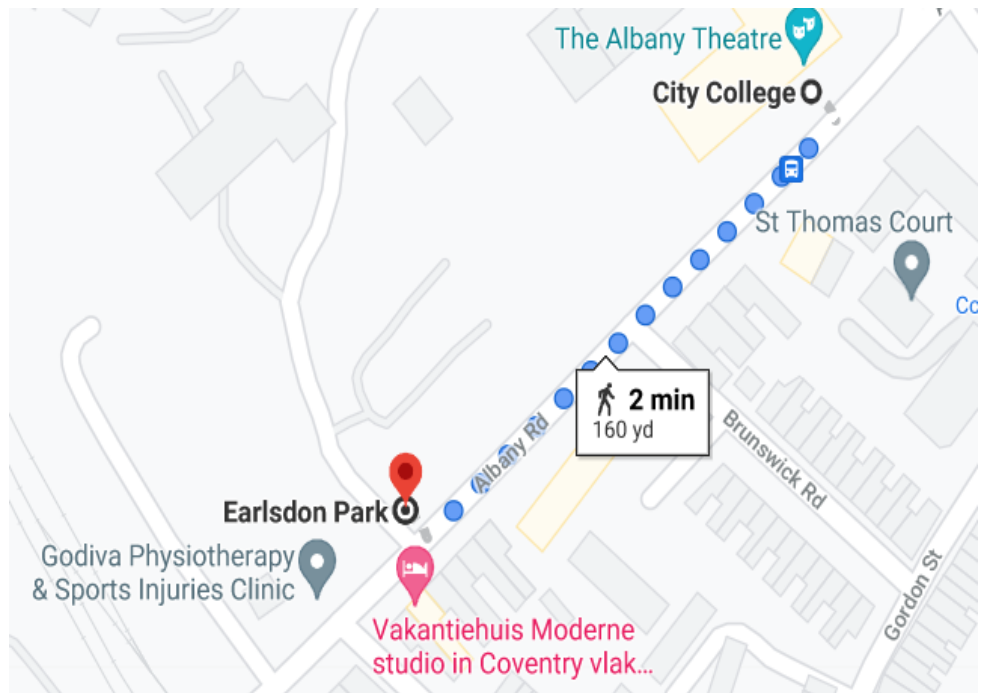 The Albany Theatre
City College
St Thomas Court
Co
2 min
160 yd
Albany Rd
Brunswick Rd
Earlsdon Park
Godiva Physiotherapy
& Sports Injuries Clinic
Gordon St
Vakantiehuis Moderne
studio in Coventry vlak...